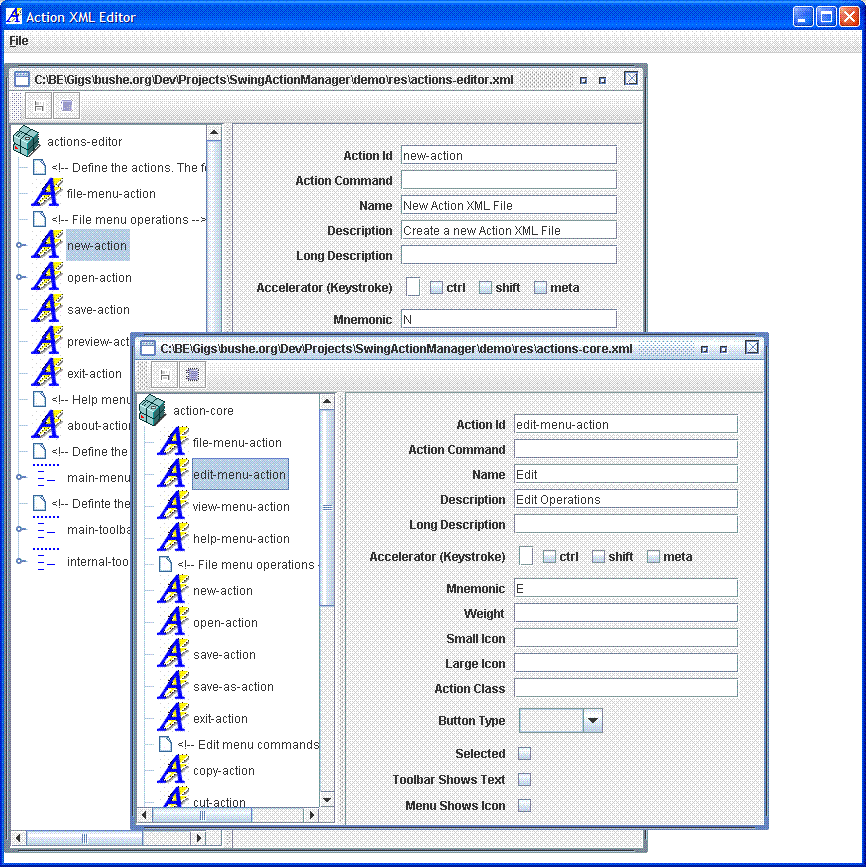 Action XML Editor
File
C:\BE\Gigs\bushe.org\Dev\Projects\SwingActionManager\demo\res\actions-editor.xml
actions-editor
<!-- Define the actions. The f
file-menu-action
<!-- File menu operations -->
new-action
open-action
save-action
preview-act
exit-action
<!-- Help menu
about-action
<!-- Define the
main-menu
<!-- Definte the
main-toolba
internal-too
Action Id new-action
Action Command
Name New Action XML File
Description Create a new Action XML File
Long Description
Accelerator (Keystroke) ctrl shift meta
Mnemonic N
C:\BE\Gigs\bushe.org\Dev\Projects\SwingActionManager\demo\res\actions-core.xml
action-core
file-menu-action
edit-menu-action
view-menu-action
help-menu-action
<!-- File menu operations
new-action
open-action
save-action
save-as-action
exit-action
<!-- Edit menu commands
copy-action
cut-action
Action Id edit-menu-action
Action Command
Name Edit
Description Edit Operations
Long Description
Accelerator (Keystroke) ctrl shift meta
Mnemonic E
Weight
Small Icon
Large Icon
Action Class
Button Type
Selected
Toolbar Shows Text
Menu Shows Icon